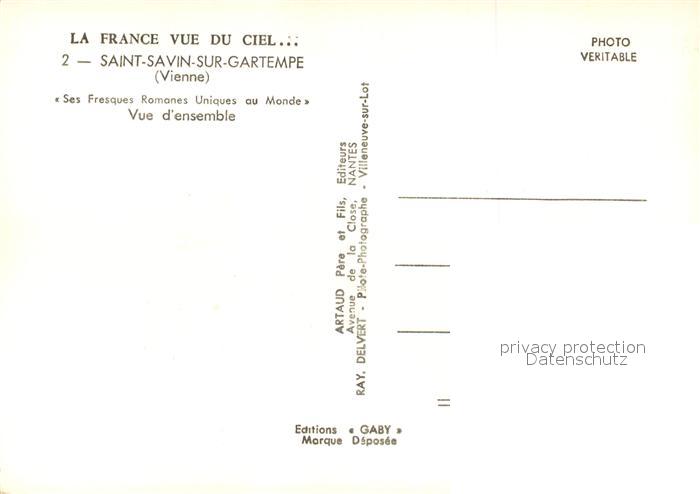 LA FRANCE VUE DU CIEL...
2 — SAINT-SAVIN-SUR-GARTEMPE
(Vienne)
« Ses Fresques Romanes Uniques au Monde »
Vue d'ensemble
PHOTO
VERITABLE
ARTAUD Père et Fils, Editeurs
Avenue de la Close, NANTES
RAY. DELVERT - Pilote-Photographe - Villeneuve-sur-Lot
privacy protection
Datenschutz
Editions « GABY »
Marque Déposée